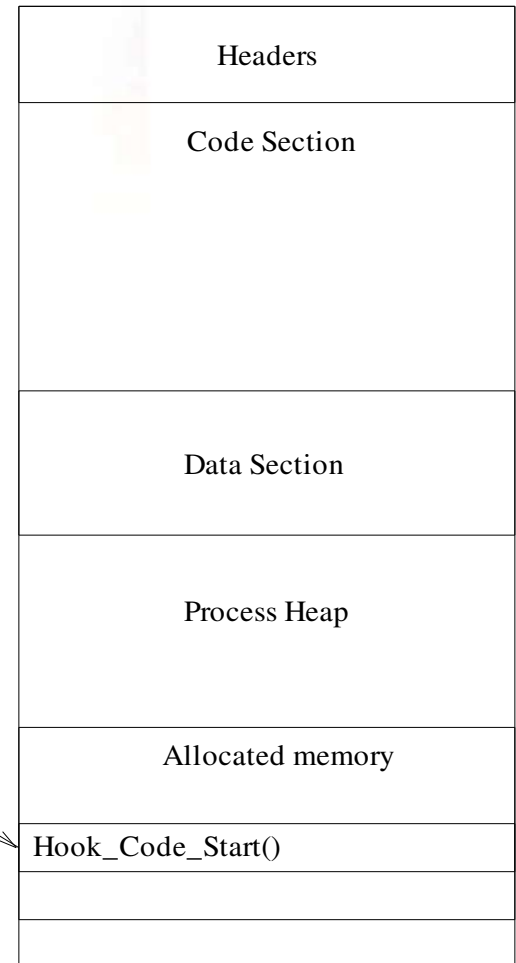 Headers
Code Section
Data Section
Process Heap
Allocated memory
Hook_Code_Start()